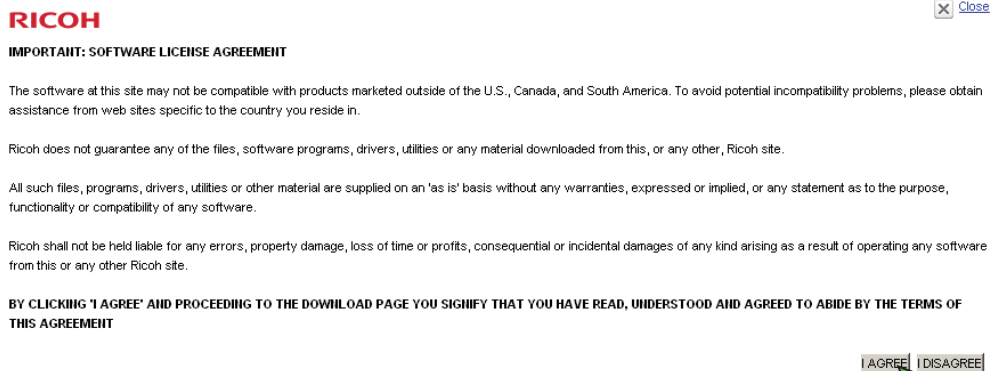 Close
RICOH
IMPORTANT: SOFTWARE LICENSE AGREEMENT
The software at this site may not be compatible with products marketed outside of the U.S., Canada, and South America. To avoid potential incompatibility problems, please obtain
assistance from web sites specific to the country you reside in.
Ricoh does not guarantee any of the files, software programs, drivers, utilities or any material downloaded from this, or any other, Ricoh site.
All such files, programs, drivers, utilities or other material are supplied on an 'as is' basis without any warranties, expressed or implied, or any statement as to the purpose,
functionality or compatibility of any software.
Ricoh shall not be held liable for any errors, property damage, loss of time or profits, consequential or incidental damages of any kind arising as a result of operating any software
from this or any other Ricoh site.
BY CLICKING 'I AGREE' AND PROCEEDING TO THE DOWNLOAD PAGE YOU SIGNIFY THAT YOU HAVE READ, UNDERSTOOD AND AGREED TO ABIDE BY THE TERMS OF
THIS AGREEMENT
I AGREE I DISAGREE